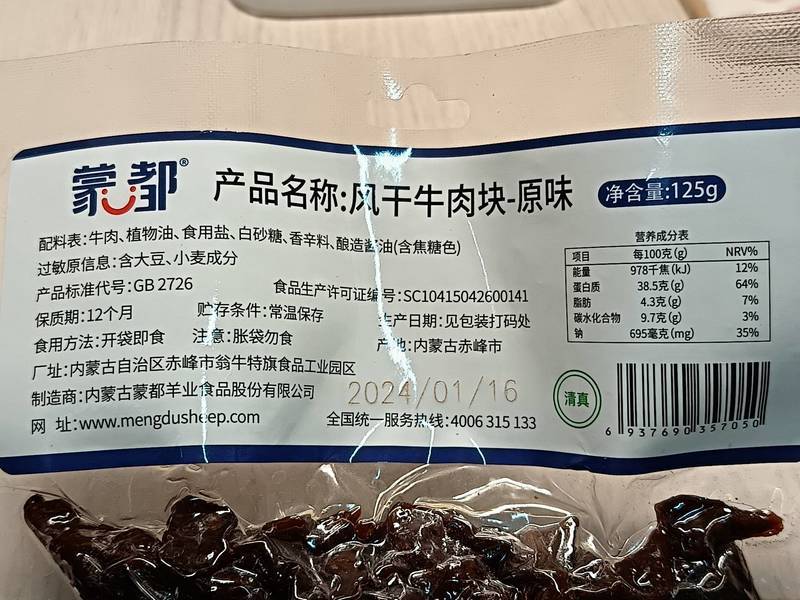 蒙都®
产品名称:风干牛肉块-原味
净含量:125g
配料表:牛肉、植物油、食用盐、白砂糖、香辛料、酿造酱油(含焦糖色)
过敏原信息:含大豆、小麦成分
产品标准代号:GB 2726
食品生产许可证编号:SC10415042600141
保质期:12个月
贮存条件:常温保存
生产日期:见包装打码处
食用方法:开袋即食
注意:胀袋勿食
产地:内蒙古赤峰市
厂址:内蒙古自治区赤峰市翁牛特旗食品工业园区
制造商:内蒙古蒙都羊业食品股份有限公司
2024/01/16
网 址:www.mengdusheep.com
全国统一服务热线:4006 315 133
营养成分表
项目 每100克(g) NRV%
能量 978千焦(kJ) 12%
蛋白质 38.5克(g) 64%
脂肪 4.3克(g) 7%
碳水化合物 9.7克(g) 3%
钠 695毫克(mg) 35%
清真
6 937690 357050